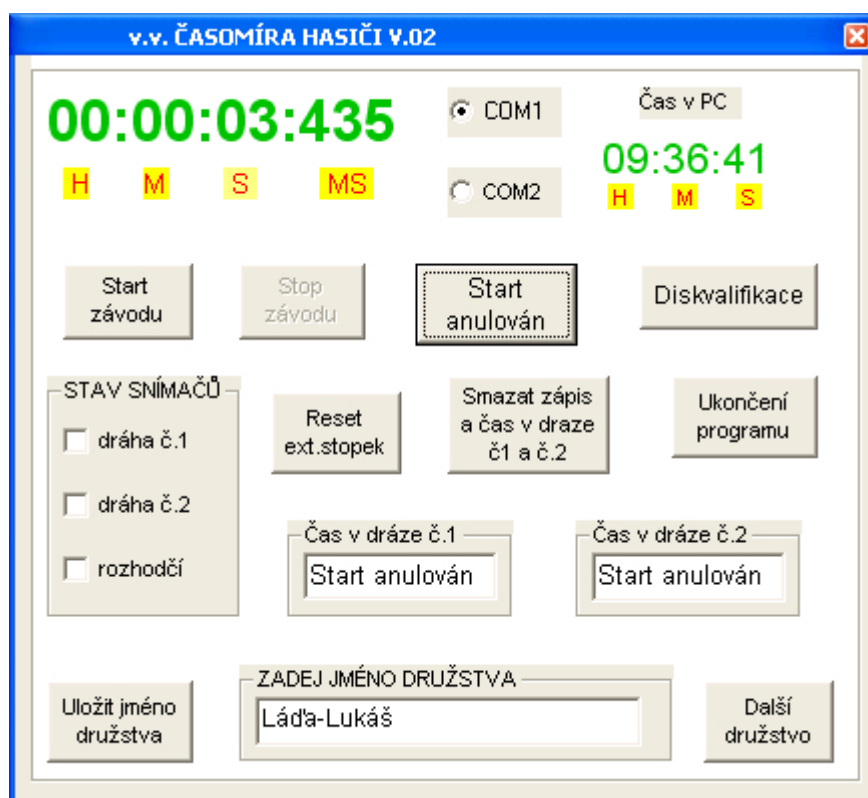 v.v. ČASOMÍRA HASIČI V.02
00:00:03:435
H M S MS
COM1
COM2
Čas v PC
09:36:41
H M S
Start
závodu
Stop
závodu
Start
anulován
Diskvalifikace
STAV SNÍMAČŮ
dráha č.1
dráha č.2
rozhodčí
Reset
ext.stopek
Smazat zápis
a čas v draze
č1 a č.2
Ukončení
programu
Čas v dráze č.1
Start anulován
Čas v dráze č.2
Start anulován
Uložit jméno
družstva
ZADEJ JMÉNO DRUŽSTVA
Láďa-Lukáš
Další
družstvo